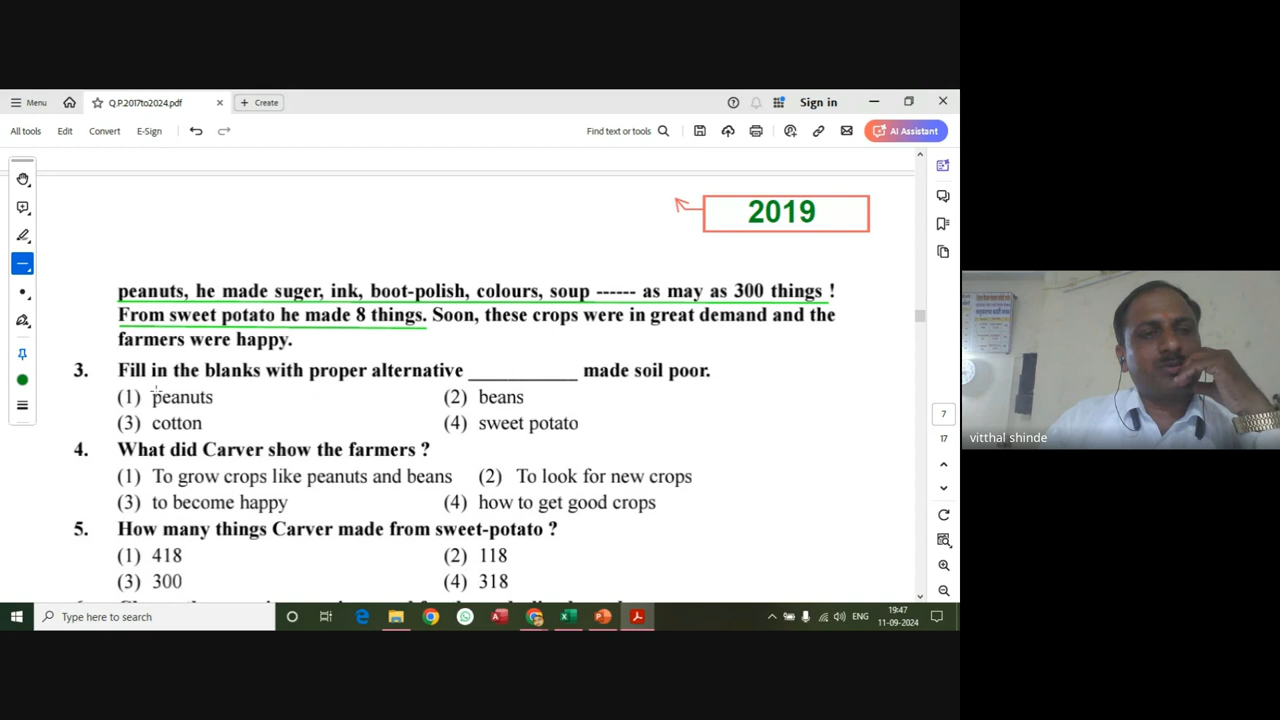 Menu
Q.P.2017to2024.pdf
Create
Sign in
All tools
Edit
Convert
E-Sign
Find text or tools
AI Assistant
2019
peanuts, he made suger, ink, boot-polish, colours, soup ------ as may as 300 things !
From sweet potato he made 8 things. Soon, these crops were in great demand and the
farmers were happy.
3. Fill in the blanks with proper alternative ___________ made soil poor.
(1) peanuts (2) beans
(3) cotton (4) sweet potato
4. What did Carver show the farmers ?
(1) To grow crops like peanuts and beans (2) To look for new crops
(3) to become happy (4) how to get good crops
5. How many things Carver made from sweet-potato ?
(1) 418 (2) 118
(3) 300 (4) 318
7
17
vitthal shinde
Type here to search
ENG
19:47
11-09-2024